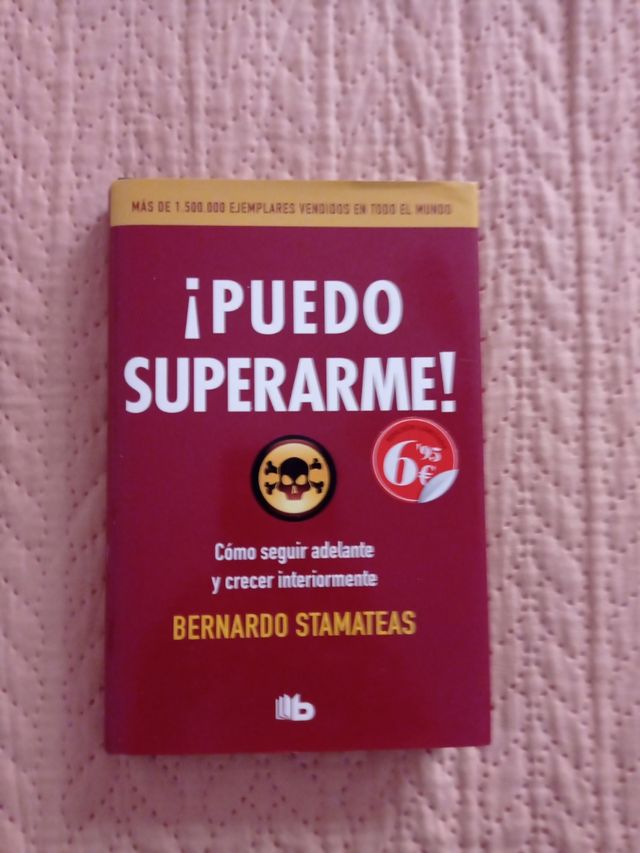 MÁS DE 1.500.000 EJEMPLARES VENDIDOS EN TODO EL MUNDO
¡PUEDO
SUPERARME!
6'95
€
Cómo seguir adelante
y crecer interiormente
BERNARDO STAMATEAS
b